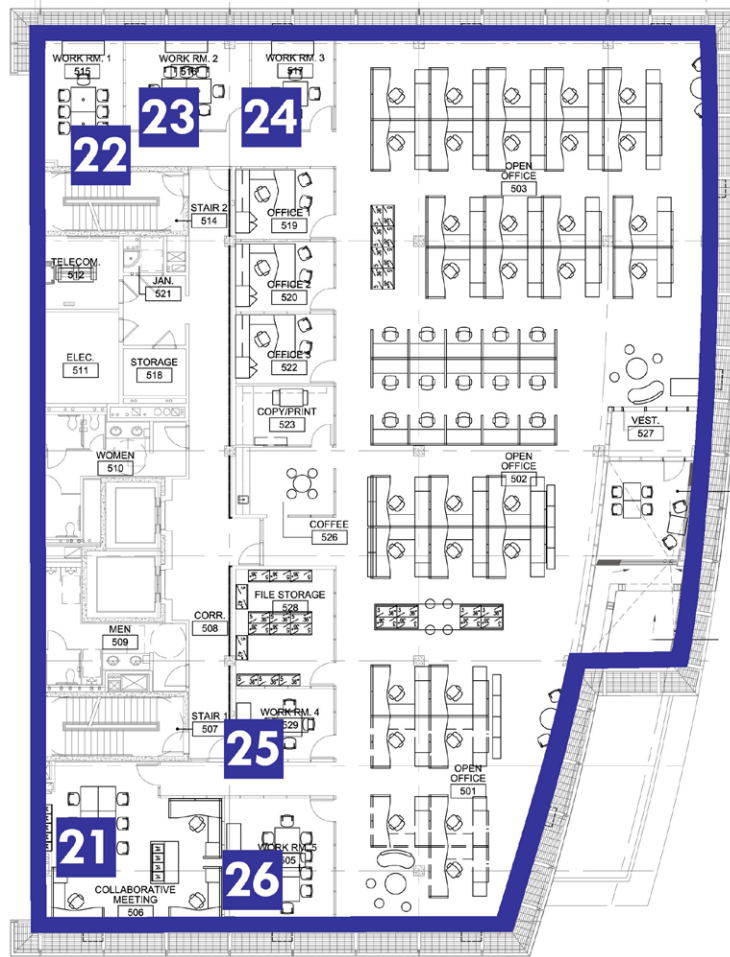 WORK RM. 1
515
WORK RM. 2
516
WORK RM. 3
517
22
23
24
OPEN
OFFICE
503
STAIR 2
514
OFFICE 1
519
TELECOM.
512
JAN.
521
OFFICE 2
520
ELEC.
511
STORAGE
518
OFFICE 3
522
COPY/PRINT
523
VEST.
527
WOMEN
510
OPEN
OFFICE
502
COFFEE
526
FILE STORAGE
528
MEN
509
CORR.
508
STAIR 1
507
WORK RM. 4
529
25
OPEN
OFFICE
501
21
26
WORK RM. 5
505
COLLABORATIVE
MEETING
506